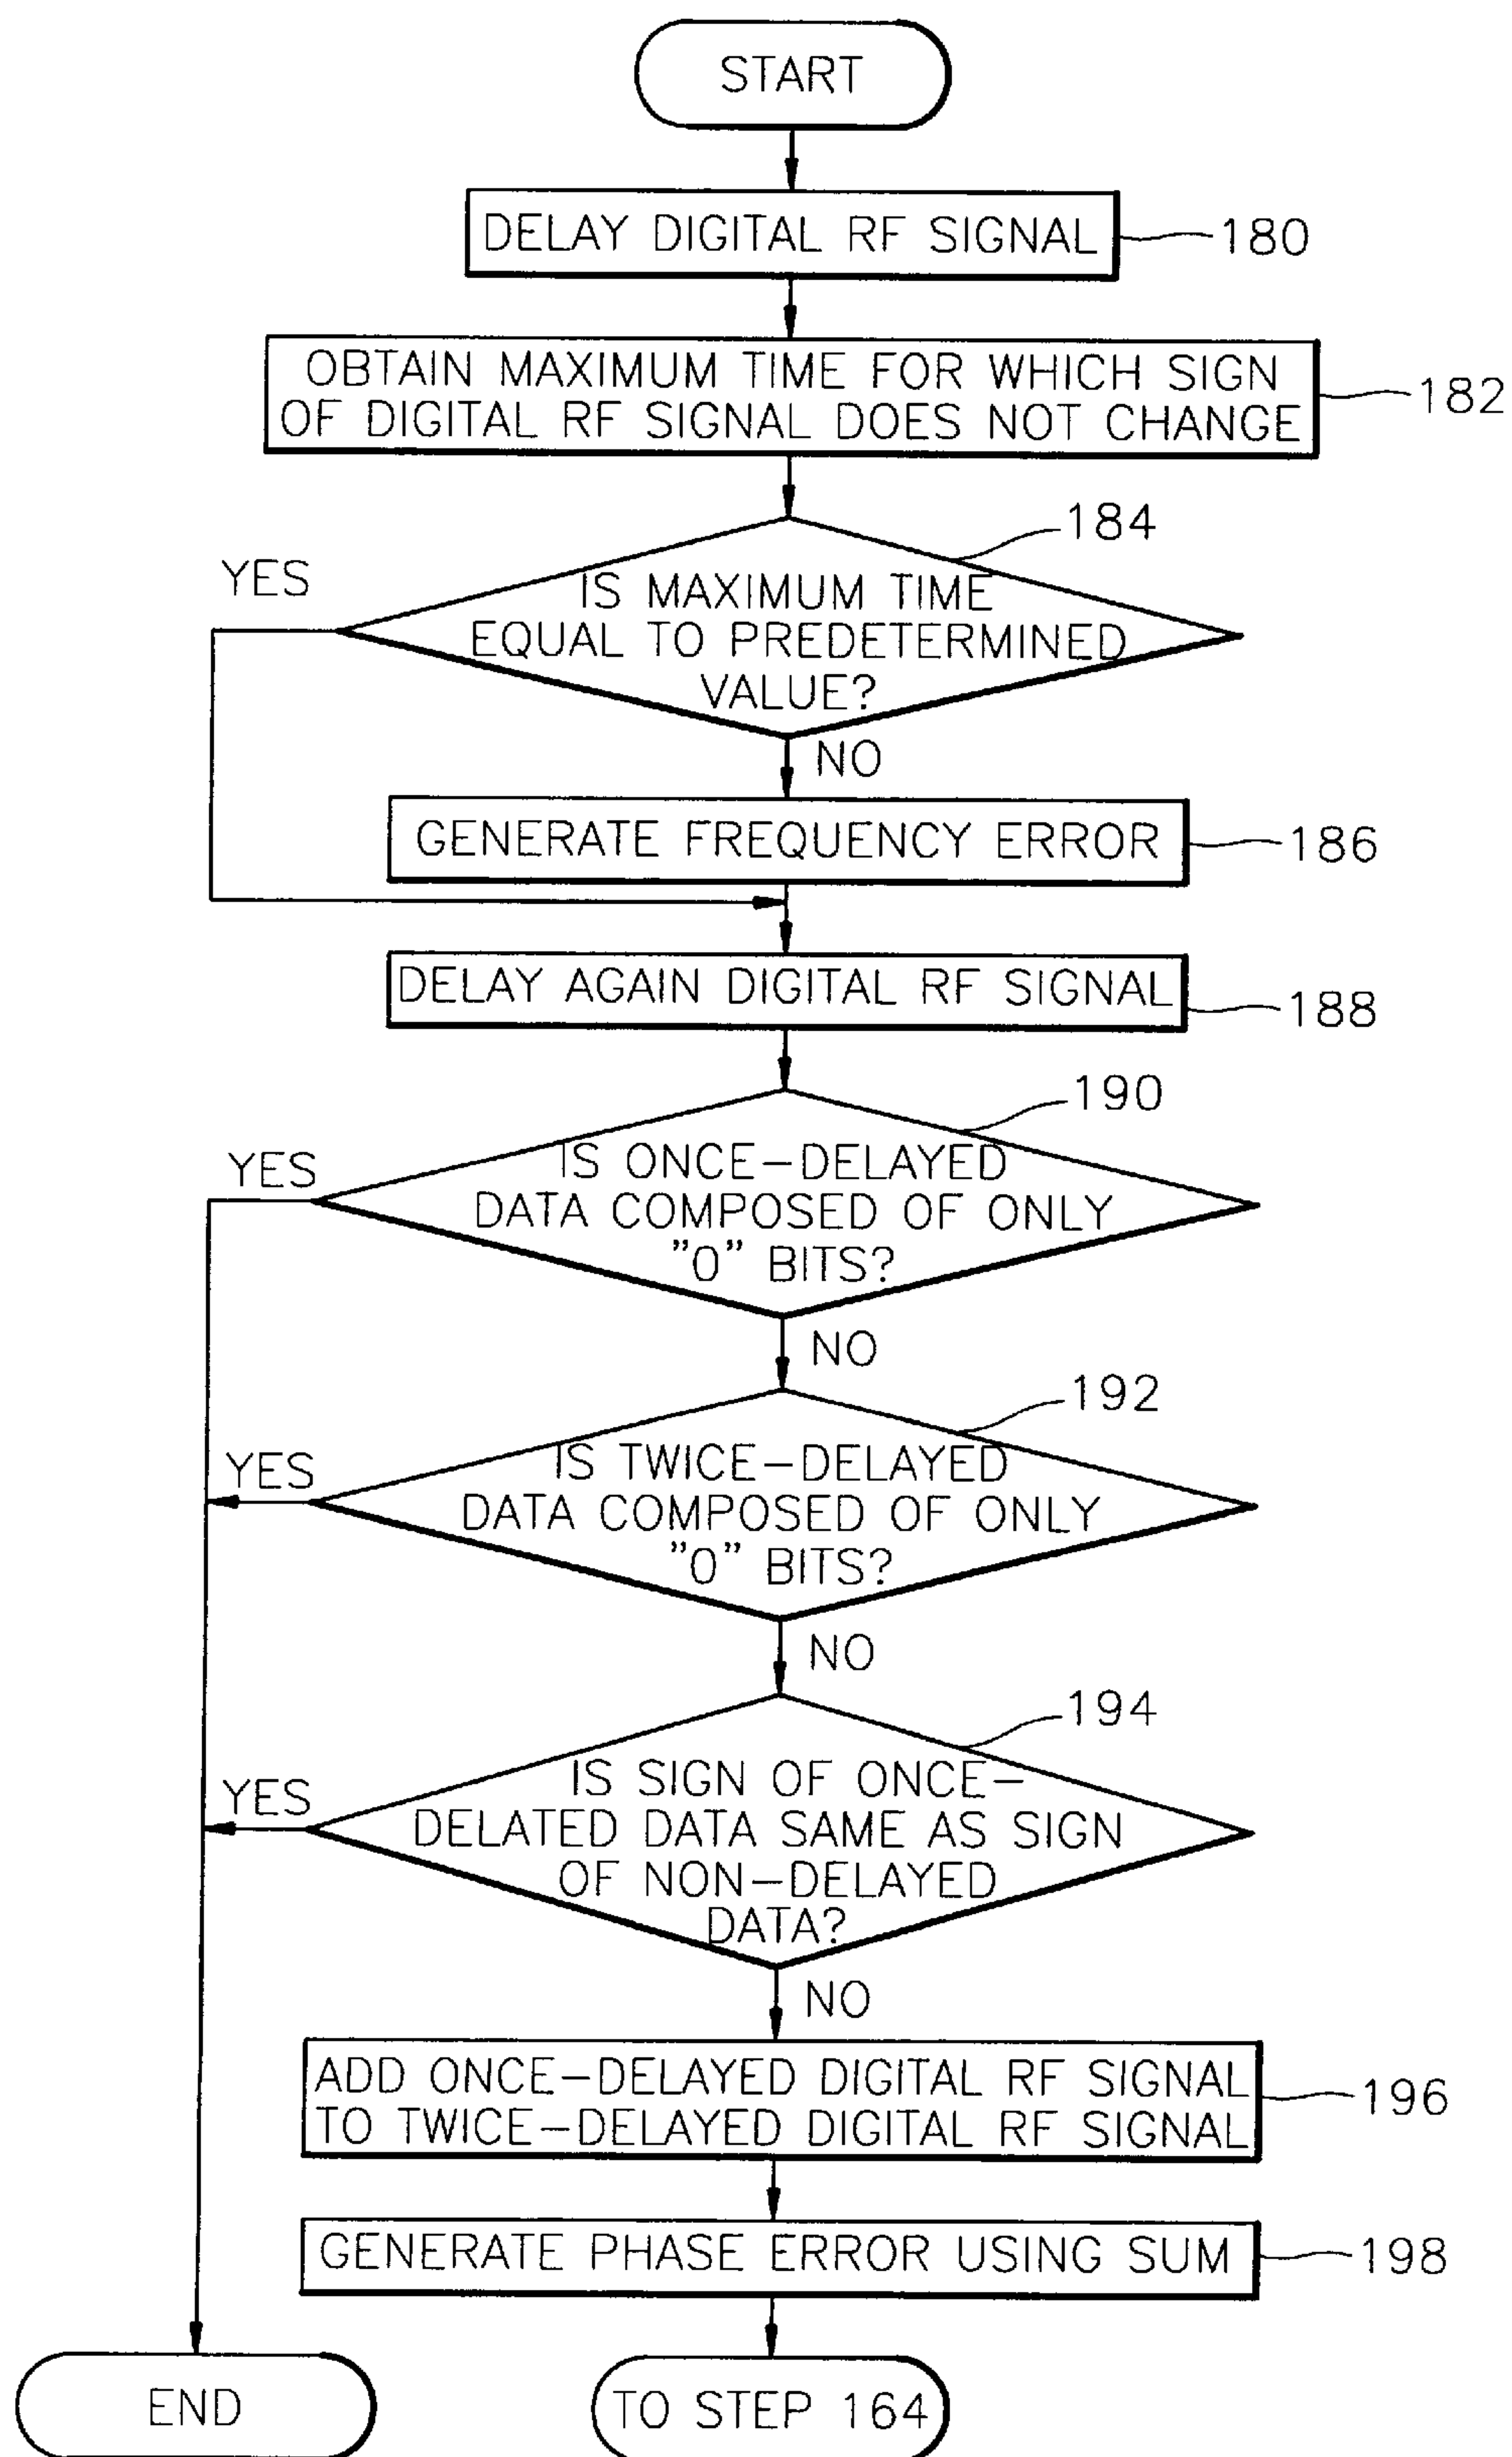 START
DELAY DIGITAL RF SIGNAL
180
OBTAIN MAXIMUM TIME FOR WHICH SIGN
OF DIGITAL RF SIGNAL DOES NOT CHANGE
182
184
YES
IS MAXIMUM TIME
EQUAL TO PREDETERMINED
VALUE?
NO
GENERATE FREQUENCY ERROR
186
DELAY AGAIN DIGITAL RF SIGNAL
188
190
YES
IS ONCE-DELAYED
DATA COMPOSED OF ONLY
"0" BITS?
NO
192
YES
IS TWICE-DELAYED
DATA COMPOSED OF ONLY
"0" BITS?
NO
194
YES
IS SIGN OF ONCE-
DELATED DATA SAME AS SIGN
OF NON-DELAYED
DATA?
NO
ADD ONCE-DELAYED DIGITAL RF SIGNAL
TO TWICE-DELAYED DIGITAL RF SIGNAL
196
GENERATE PHASE ERROR USING SUM
198
END
TO STEP 164